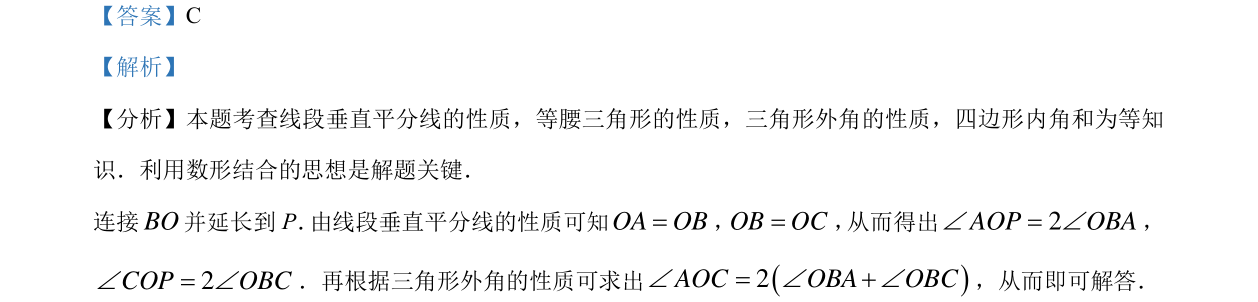 【答案】C
【解析】
【分析】本题考查线段垂直平分线的性质，等腰三角形的性质，三角形外角的性质，四边形内角和为等知
识．利用数形结合的思想是解题关键．
连接 BO 并延长到 P．由线段垂直平分线的性质可知 OA = OB，OB = OC，从而得出 ∠AOP = 2∠OBA，
∠COP = 2∠OBC．再根据三角形外角的性质可求出 ∠AOC = 2(∠OBA+∠OBC)，从而即可解答．